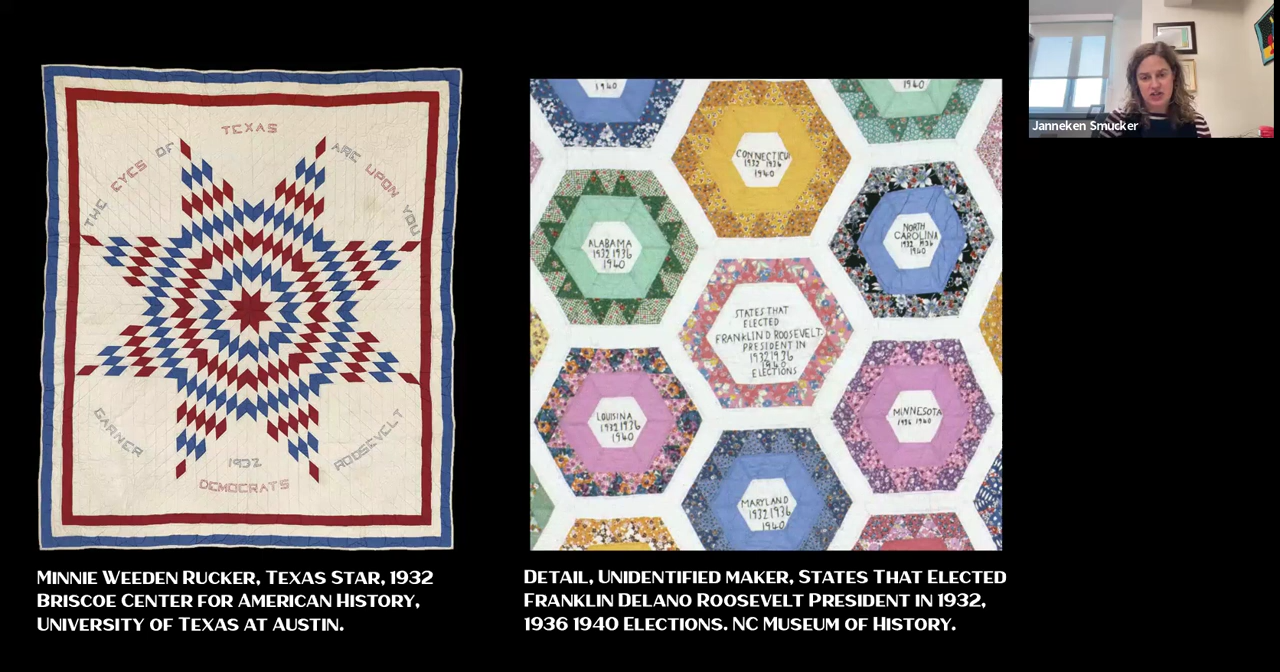 TEXAS
THE EYES OF
ARE UPON YOU
GARNER
1932
ROOSEVELT
DEMOCRATS
1940
1940
CONNECTICU
1932 1936
1940
ALABAMA
1932 1936
1940
NORTH
CAROLINA
1932 1936
1940
STATES THAT
ELECTED
FRANKLIN D ROOSEVELT
PRESIDENT IN
1932 1936
1940
ELECTIONS
LOUISINA
1932 1936
1940
MINNESOTA
1936 1940
MARYLAND
1932 1936
1940
Janneken Smucker
MINNIE WEEDEN RUCKER, TEXAS STAR, 1932
BRISCOE CENTER FOR AMERICAN HISTORY,
UNIVERSITY OF TEXAS AT AUSTIN.
DETAIL, UNIDENTIFIED MAKER, STATES THAT ELECTED
FRANKLIN DELANO ROOSEVELT PRESIDENT IN 1932,
1936 1940 ELECTIONS. NC MUSEUM OF HISTORY.